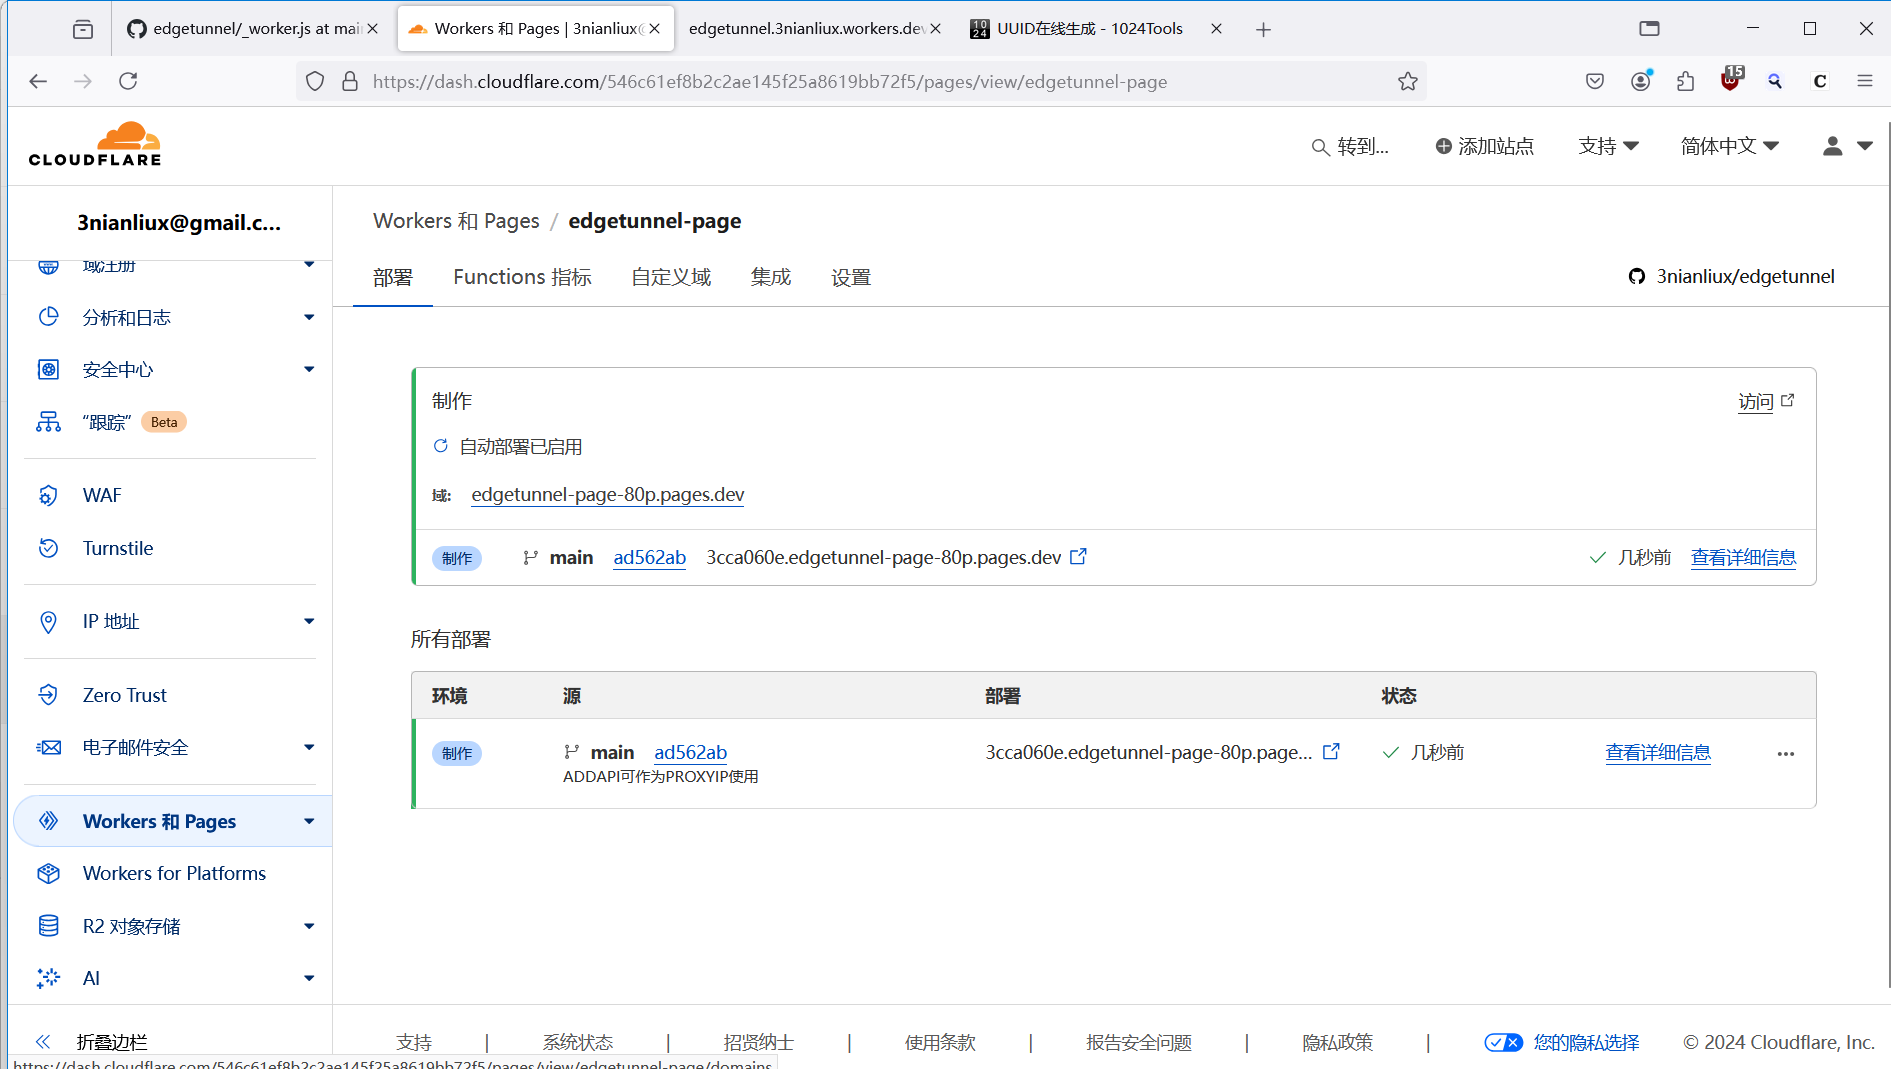 edgetunnel/_worker.js at mai
Workers 和 Pages | 3nianliux@
edgetunnel.3nianliux.workers.dev
10
24
UUID在线生成 - 1024Tools
https://dash.cloudflare.com/546c61ef8b2c2ae145f25a8619bb72f5/pages/view/edgetunnel-page
15
C
CLOUDFLARE
转到...
添加站点
支持
简体中文
3nianliux@gmail.c...
域注册
分析和日志
安全中心
“跟踪” Beta
WAF
Turnstile
IP 地址
Zero Trust
电子邮件安全
Workers 和 Pages
Workers for Platforms
R2 对象存储
AI
折叠边栏
Workers 和 Pages / edgetunnel-page
部署 Functions 指标 自定义域 集成 设置
3nianliux/edgetunnel
制作
访问
自动部署已启用
域: edgetunnel-page-80p.pages.dev
制作 main ad562ab 3cca060e.edgetunnel-page-80p.pages.dev 几秒前 查看详细信息
所有部署
环境 源 部署 状态
制作 main ad562ab 3cca060e.edgetunnel-page-80p.page... 几秒前 查看详细信息
ADDAPI可作为PROXYIP使用
支持 | 系统状态 | 招贤纳士 | 使用条款 | 报告安全问题 | 隐私政策 | 您的隐私选择 © 2024 Cloudflare, Inc.
https://dash.cloudflare.com/546c61ef8b2c2ae145f25a8619bb72f5/pages/view/edgetunnel-page/domains